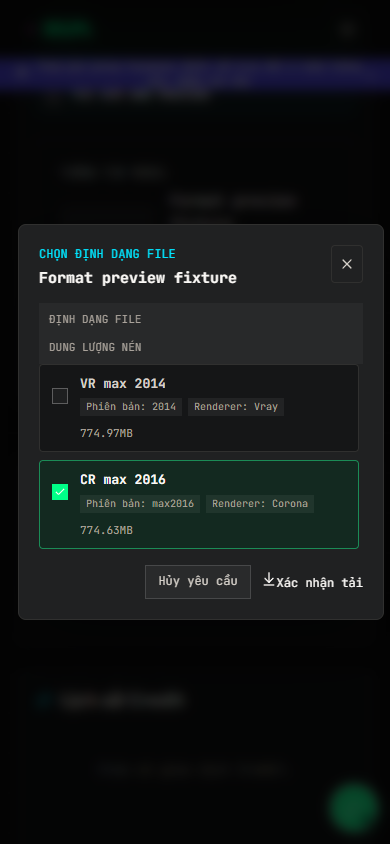 CHỌN ĐỊNH DẠNG FILE
Format preview fixture
ĐỊNH DẠNG FILE
DUNG LƯỢNG NÉN
VR max 2014
Phiên bản: 2014
Renderer: Vray
774.97MB
CR max 2016
Phiên bản: max2016
Renderer: Corona
774.63MB
Hủy yêu cầu
Xác nhận tải